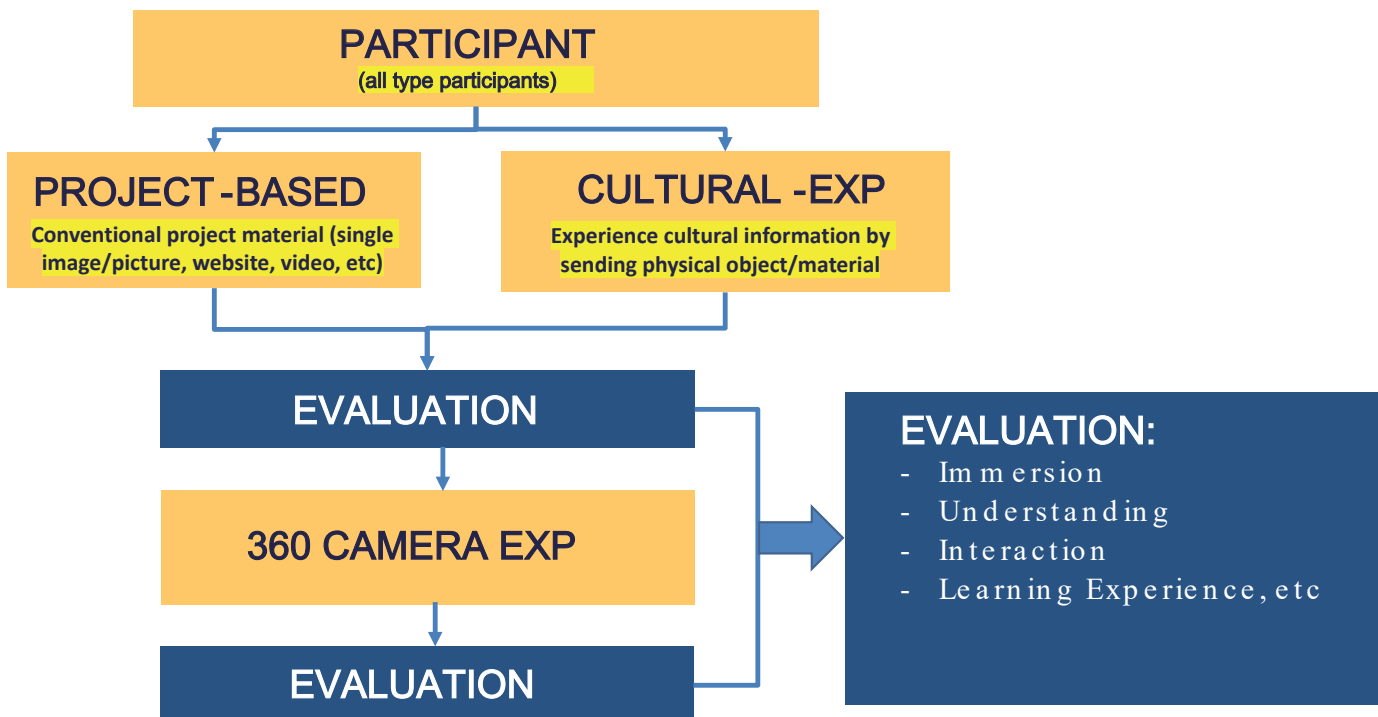 PARTICIPANT
(all type participants)
PROJECT -BASED
Conventional project material (single
image/picture, website, video, etc)
CULTURAL -EXP
Experience cultural information by
sending physical object/material
EVALUATION
360 CAMERA EXP
EVALUATION
EVALUATION:
- Immersion
- Understanding
- Interaction
- Learning Experience, etc